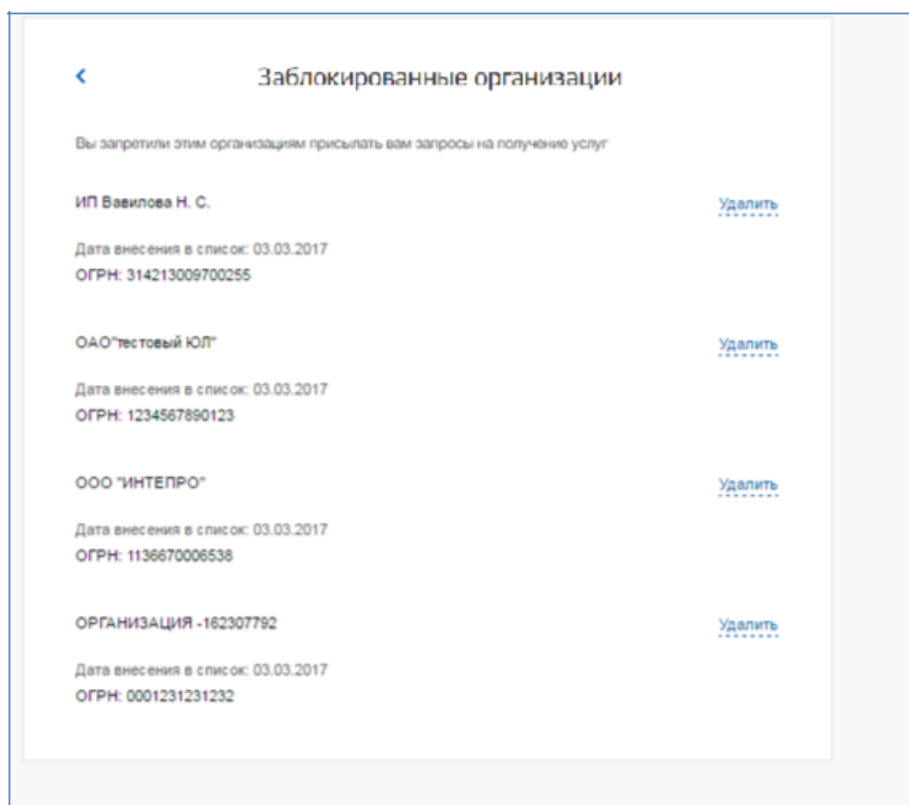 Заблокированные организации
Вы запретили этим организациям присылать вам запросы на получение услуг
ИП Вавилова Н. С.
Удалить
Дата внесения в список: 03.03.2017
ОГРН: 314213009700255
ОАО"тестовый ЮЛ"
Удалить
Дата внесения в список: 03.03.2017
ОГРН: 1234567890123
ООО "ИНТЕПРО"
Удалить
Дата внесения в список: 03.03.2017
ОГРН: 1136670006538
ОРГАНИЗАЦИЯ -162307792
Удалить
Дата внесения в список: 03.03.2017
ОГРН: 0001231231232